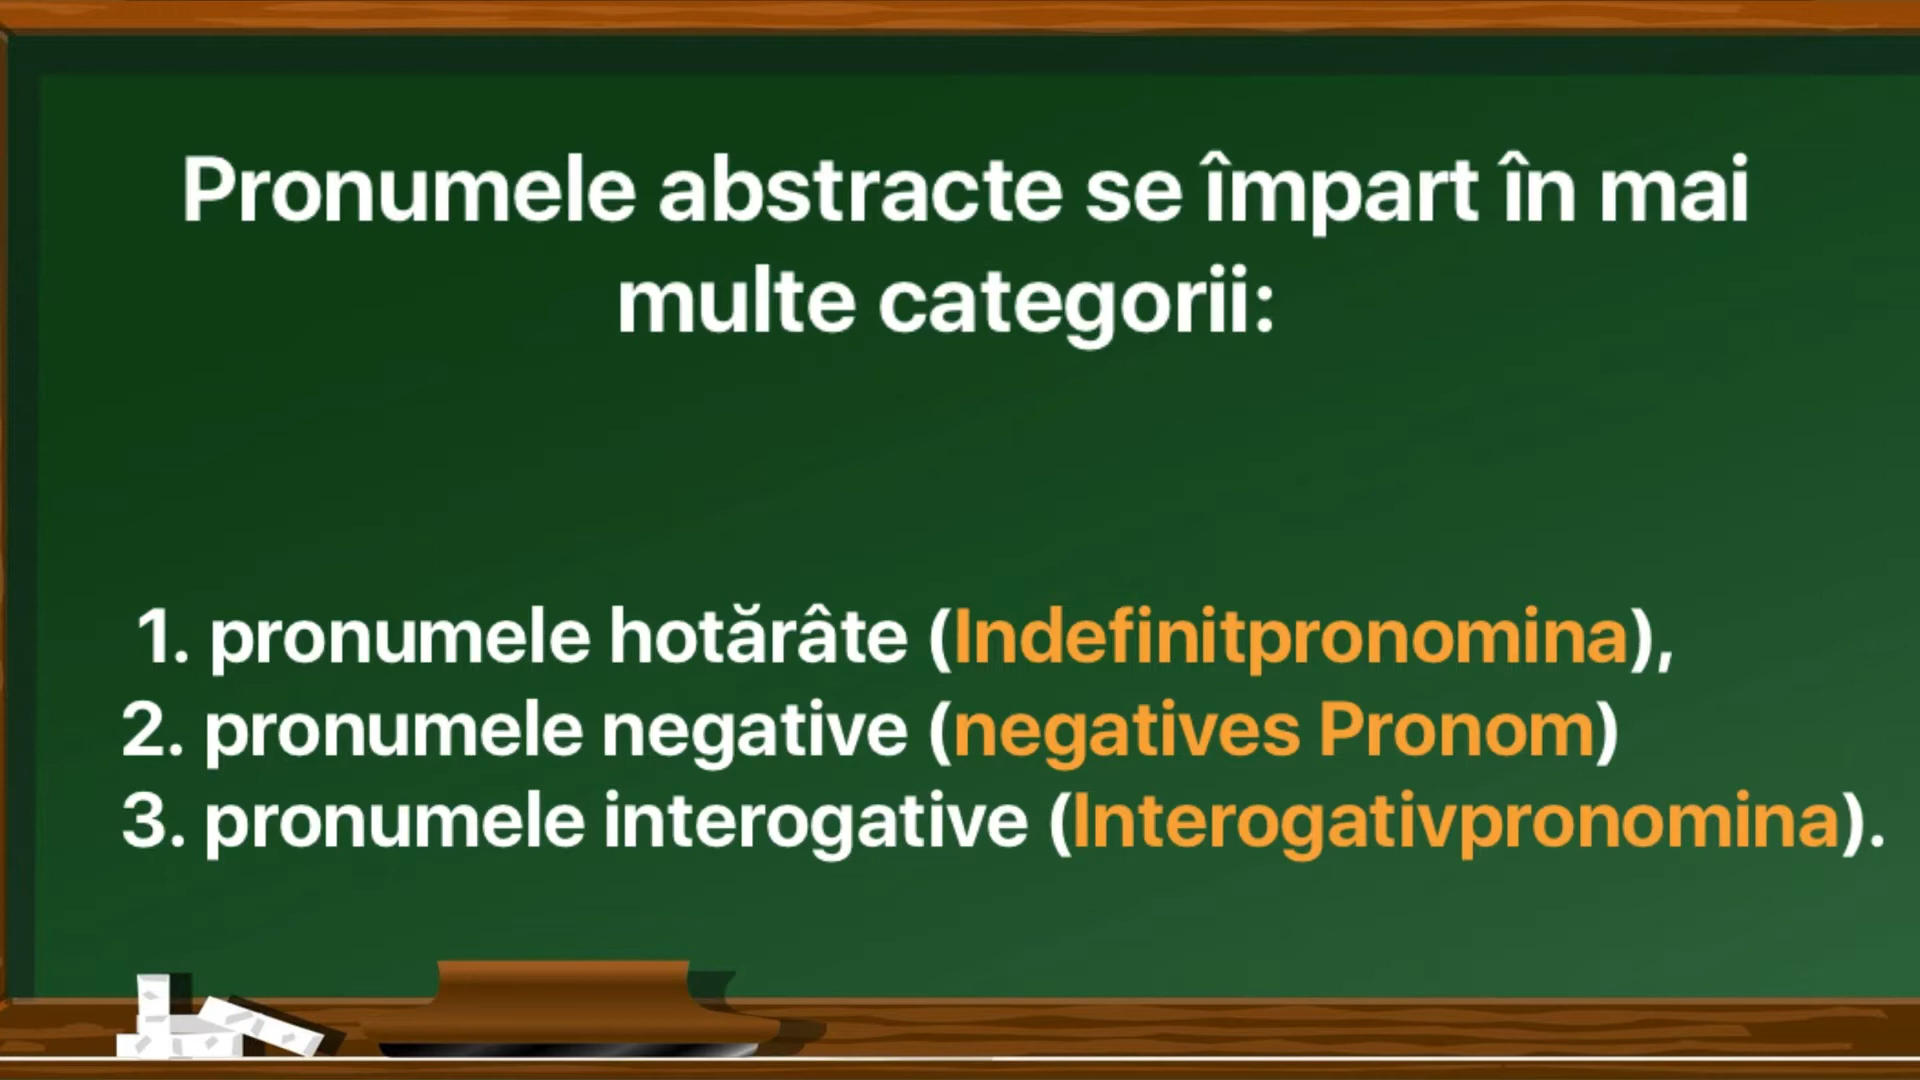 Pronumele abstracte se împart în mai
multe categorii:
1. pronumele hotărâte (Indefinitpronomina),
2. pronumele negative (negatives Pronom)
3. pronumele interogative (Interogativpronomina).